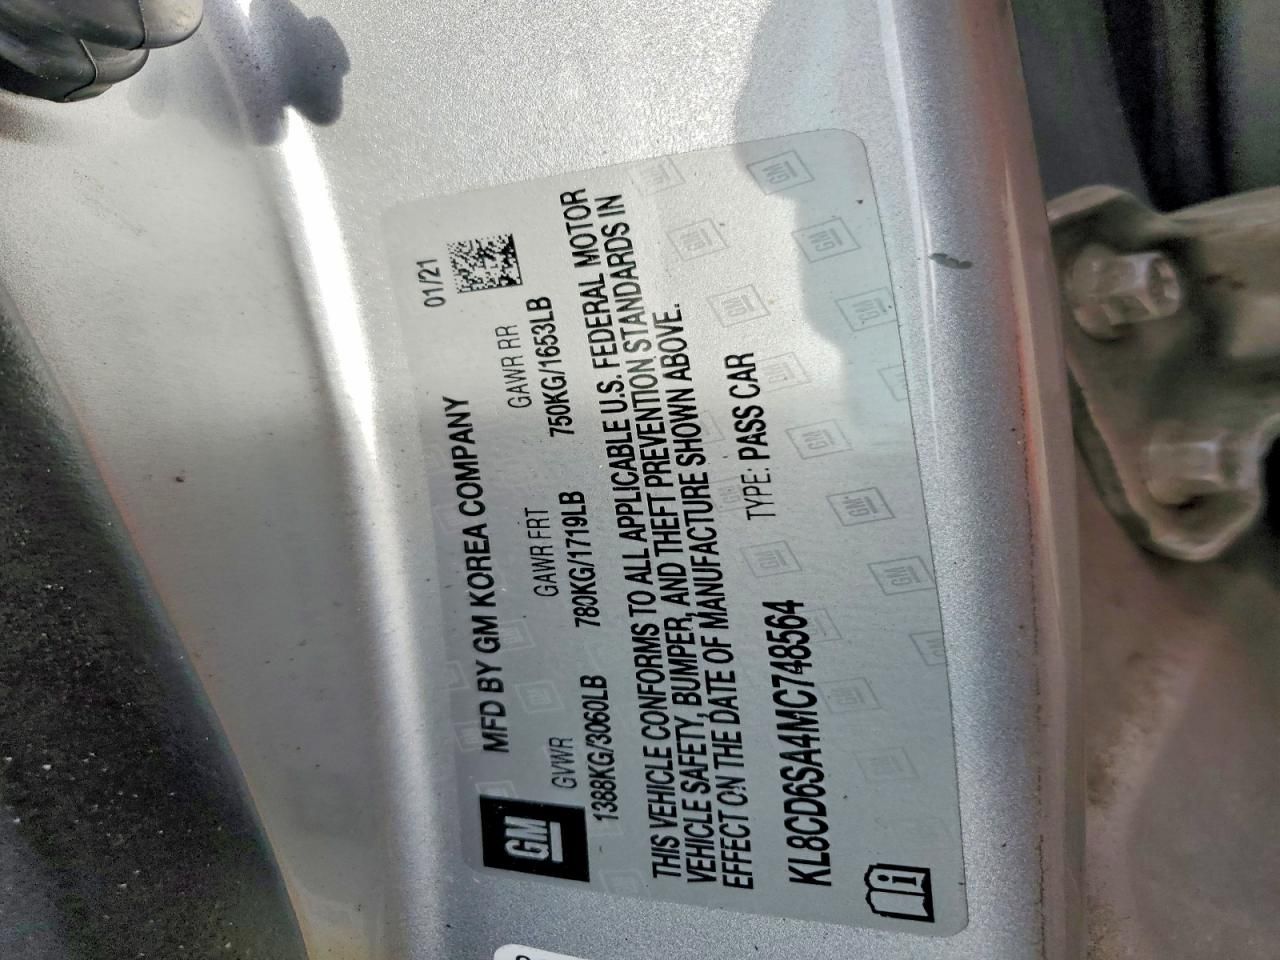 GM
MFD BY GM KOREA COMPANY 01/21
GVWR GAWR FRT GAWR RR
1388KG/3060LB 780KG/1719LB 750KG/1653LB
THIS VEHICLE CONFORMS TO ALL APPLICABLE U.S. FEDERAL MOTOR
VEHICLE SAFETY, BUMPER, AND THEFT PREVENTION STANDARDS IN
EFFECT ON THE DATE OF MANUFACTURE SHOWN ABOVE.
KL8CD6SA4MC748564 TYPE: PASS CAR